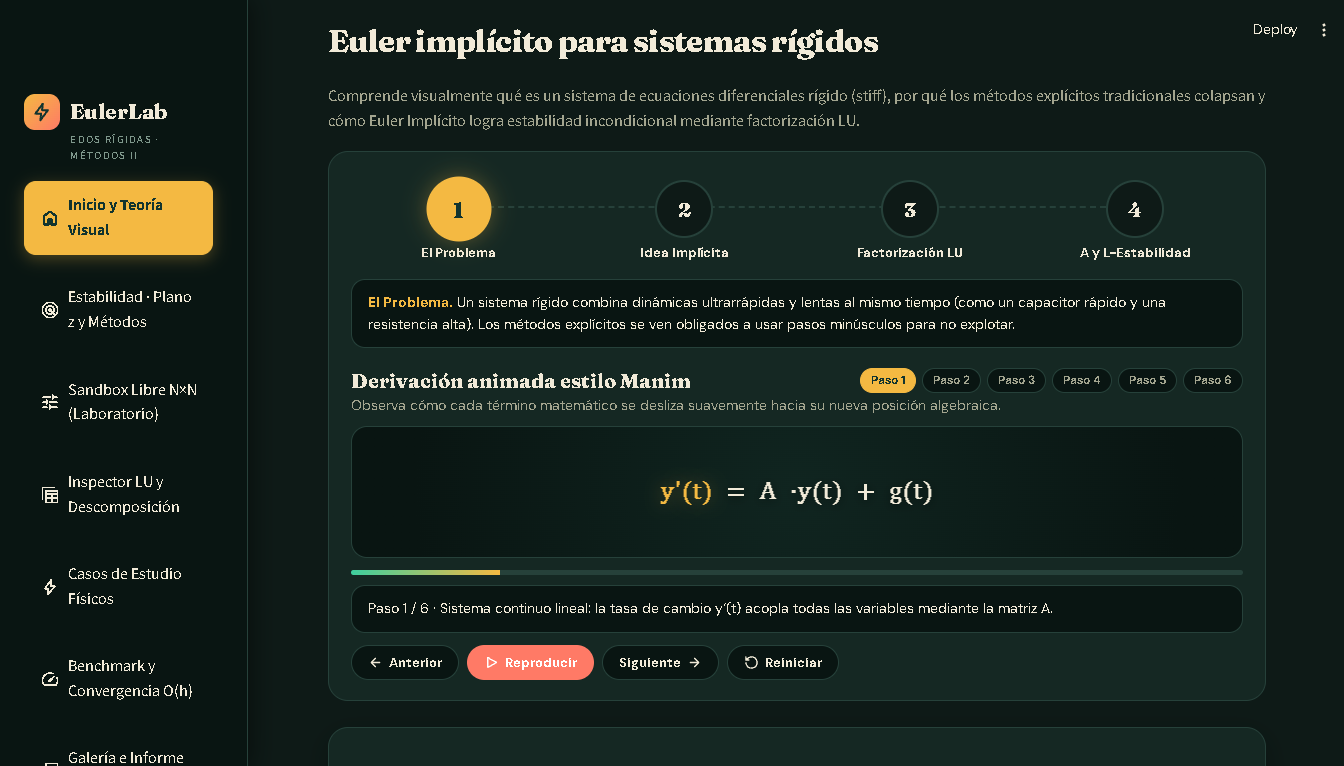 Deploy
EulerLab
EDOS RÍGIDAS ·
MÉTODOS II
Inicio y Teoría
Visual
Estabilidad · Plano
z y Métodos
Sandbox Libre N×N
(Laboratorio)
Inspector LU y
Descomposición
Casos de Estudio
Físicos
Benchmark y
Convergencia O(h)
Galería e Informe
Euler implícito para sistemas rígidos
Comprende visualmente qué es un sistema de ecuaciones diferenciales rígido (stiff), por qué los métodos explícitos tradicionales colapsan y
cómo Euler Implícito logra estabilidad incondicional mediante factorización LU.
1 2 3 4
El Problema Idea Implícita Factorización LU A y L-Estabilidad
El Problema. Un sistema rígido combina dinámicas ultrarrápidas y lentas al mismo tiempo (como un capacitor rápido y una
resistencia alta). Los métodos explícitos se ven obligados a usar pasos minúsculos para no explotar.
Derivación animada estilo Manim Paso 1 Paso 2 Paso 3 Paso 4 Paso 5 Paso 6
Observa cómo cada término matemático se desliza suavemente hacia su nueva posición algebraica.
y'(t) = A ·y(t) + g(t)
Paso 1 / 6 · Sistema continuo lineal: la tasa de cambio y'(t) acopla todas las variables mediante la matriz A.
← Anterior Reproducir Siguiente → Reiniciar